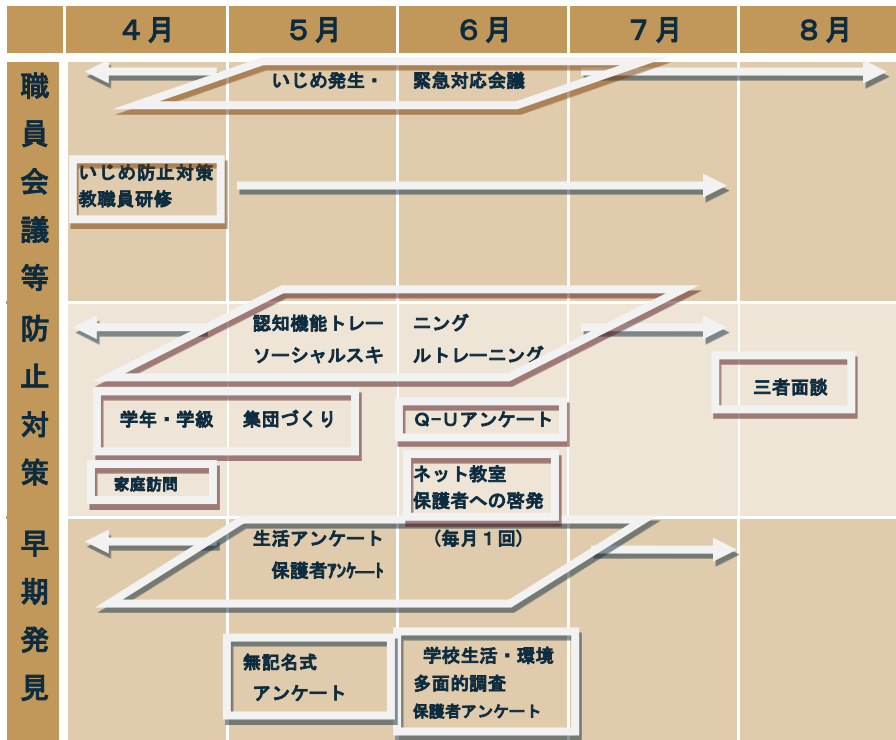 ４月 ５月 ６月 ７月 ８月
職員会議等
いじめ発生・ 緊急対応会議
いじめ防止対策
教職員研修
防止対策
認知機能トレー ニング
ソーシャルスキ ルトレーニング
三者面談
学年・学級 集団づくり
Ｑ−Ｕアンケート
家庭訪問
ネット教室
保護者への啓発
早期発見
生活アンケート （毎月１回）
保護者ｱﾝｹｰﾄ
無記名式
アンケート
学校生活・環境
多面的調査
保護者アンケート